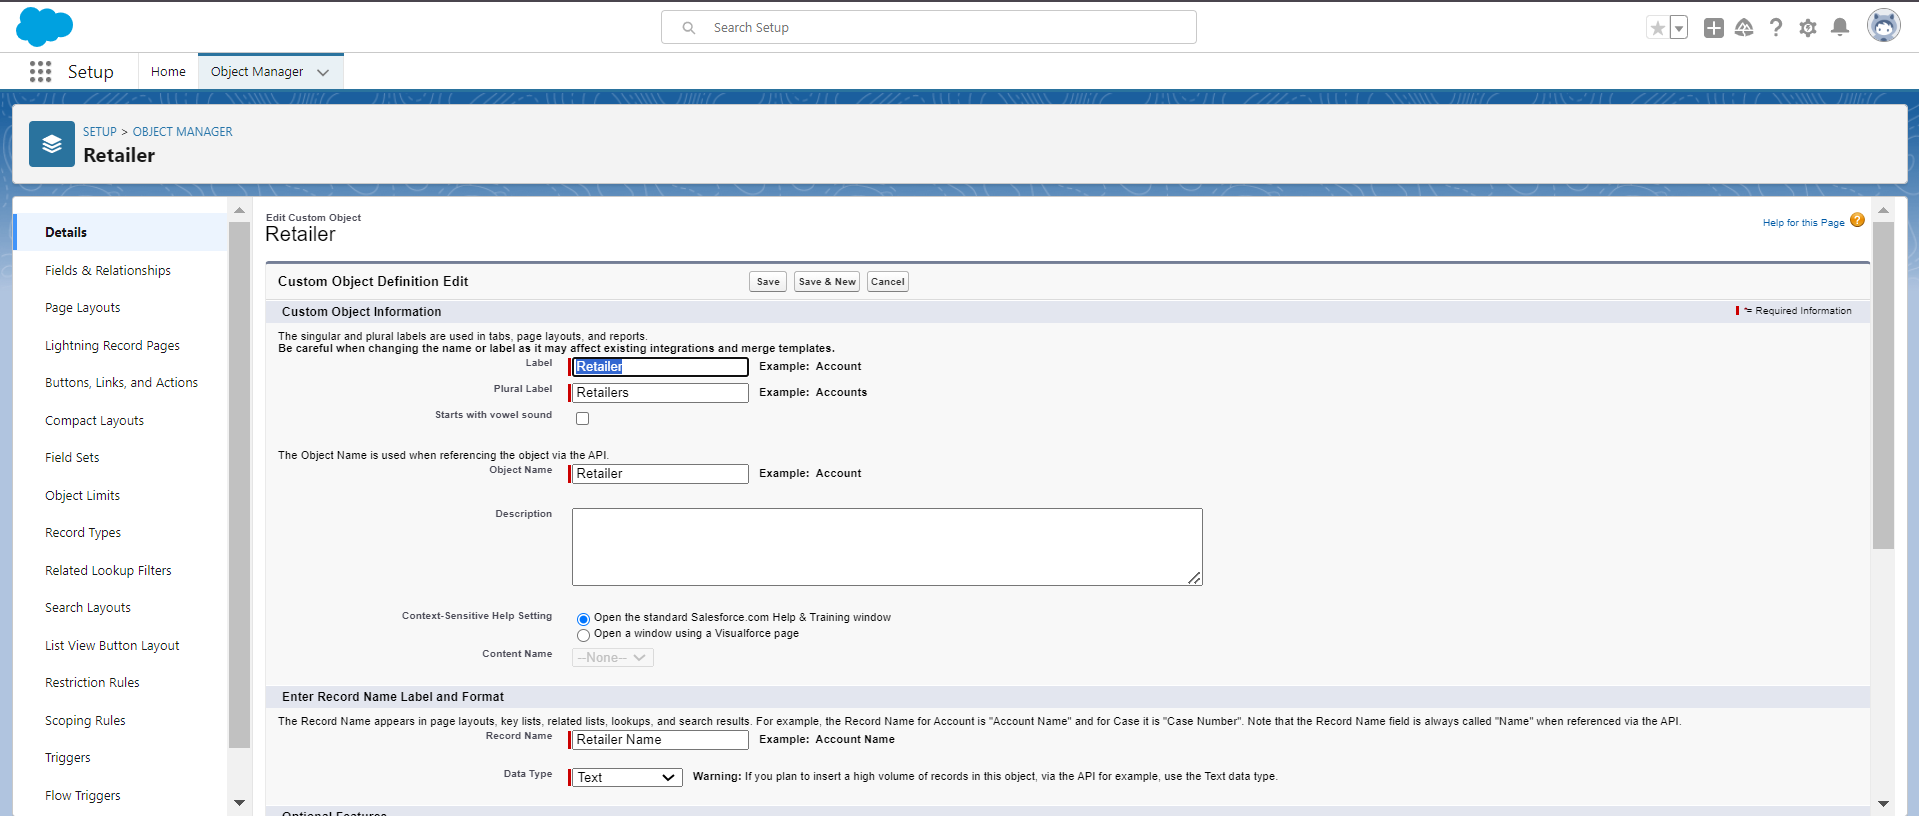 Search Setup
Setup
Home
Object Manager
SETUP > OBJECT MANAGER
Retailer
Details
Fields & Relationships
Page Layouts
Lightning Record Pages
Buttons, Links, and Actions
Compact Layouts
Field Sets
Object Limits
Record Types
Related Lookup Filters
Search Layouts
List View Button Layout
Restriction Rules
Scoping Rules
Triggers
Flow Triggers
Edit Custom Object
Retailer
Help for this Page ?
Custom Object Definition Edit
Save
Save & New
Cancel
Custom Object Information
= Required Information
The singular and plural labels are used in tabs, page layouts, and reports.
Be careful when changing the name or label as it may affect existing integrations and merge templates.
Label Retailer Example: Account
Plural Label Retailers Example: Accounts
Starts with vowel sound
The Object Name is used when referencing the object via the API.
Object Name Retailer Example: Account
Description
Context-Sensitive Help Setting Open the standard Salesforce.com Help & Training window
Open a window using a Visualforce page
Content Name --None--
Enter Record Name Label and Format
The Record Name appears in page layouts, key lists, related lists, lookups, and search results. For example, the Record Name for Account is "Account Name" and for Case it is "Case Number". Note that the Record Name field is always called "Name" when referenced via the API.
Record Name Retailer Name Example: Account Name
Data Type Text Warning: If you plan to insert a high volume of records in this object, via the API for example, use the Text data type.
Optional Features